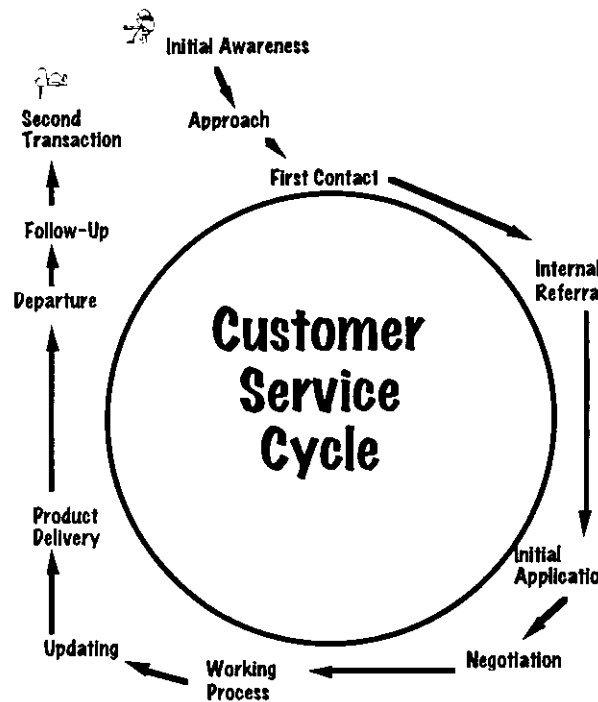 Initial Awareness
Approach
First Contact
Internal
Referra
Initial
Applicatio
Negotiation
Working
Process
Updating
Product
Delivery
Departure
Follow-Up
Second
Transaction
Customer
Service
Cycle